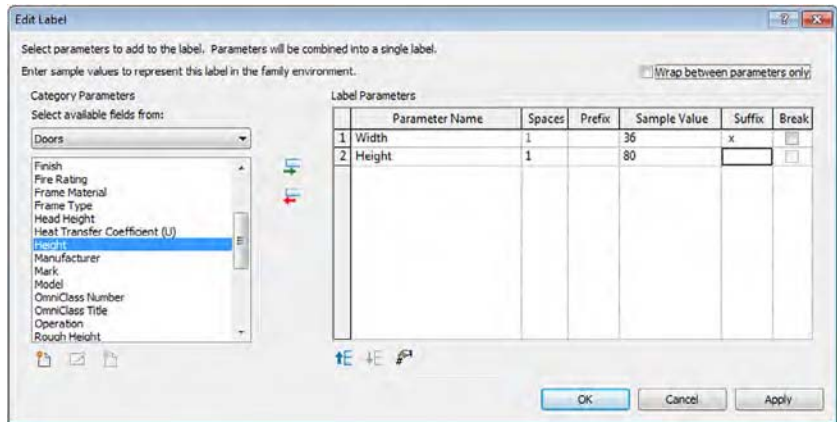 Edit Label
Select parameters to add to the label. Parameters will be combined into a single label.
Enter sample values to represent this label in the family environment.
Wrap between parameters only
Category Parameters
Select available fields from:
Doors
Finish
Fire Rating
Frame Material
Frame Type
Head Height
Heat Transfer Coefficient (U)
Height
Manufacturer
Mark
Model
OmniClass Number
OmniClass Title
Operation
Rough Height
Label Parameters
Parameter Name Spaces Prefix Sample Value Suffix Break
1 Width 1 36 x
2 Height 1 80
OK Cancel Apply